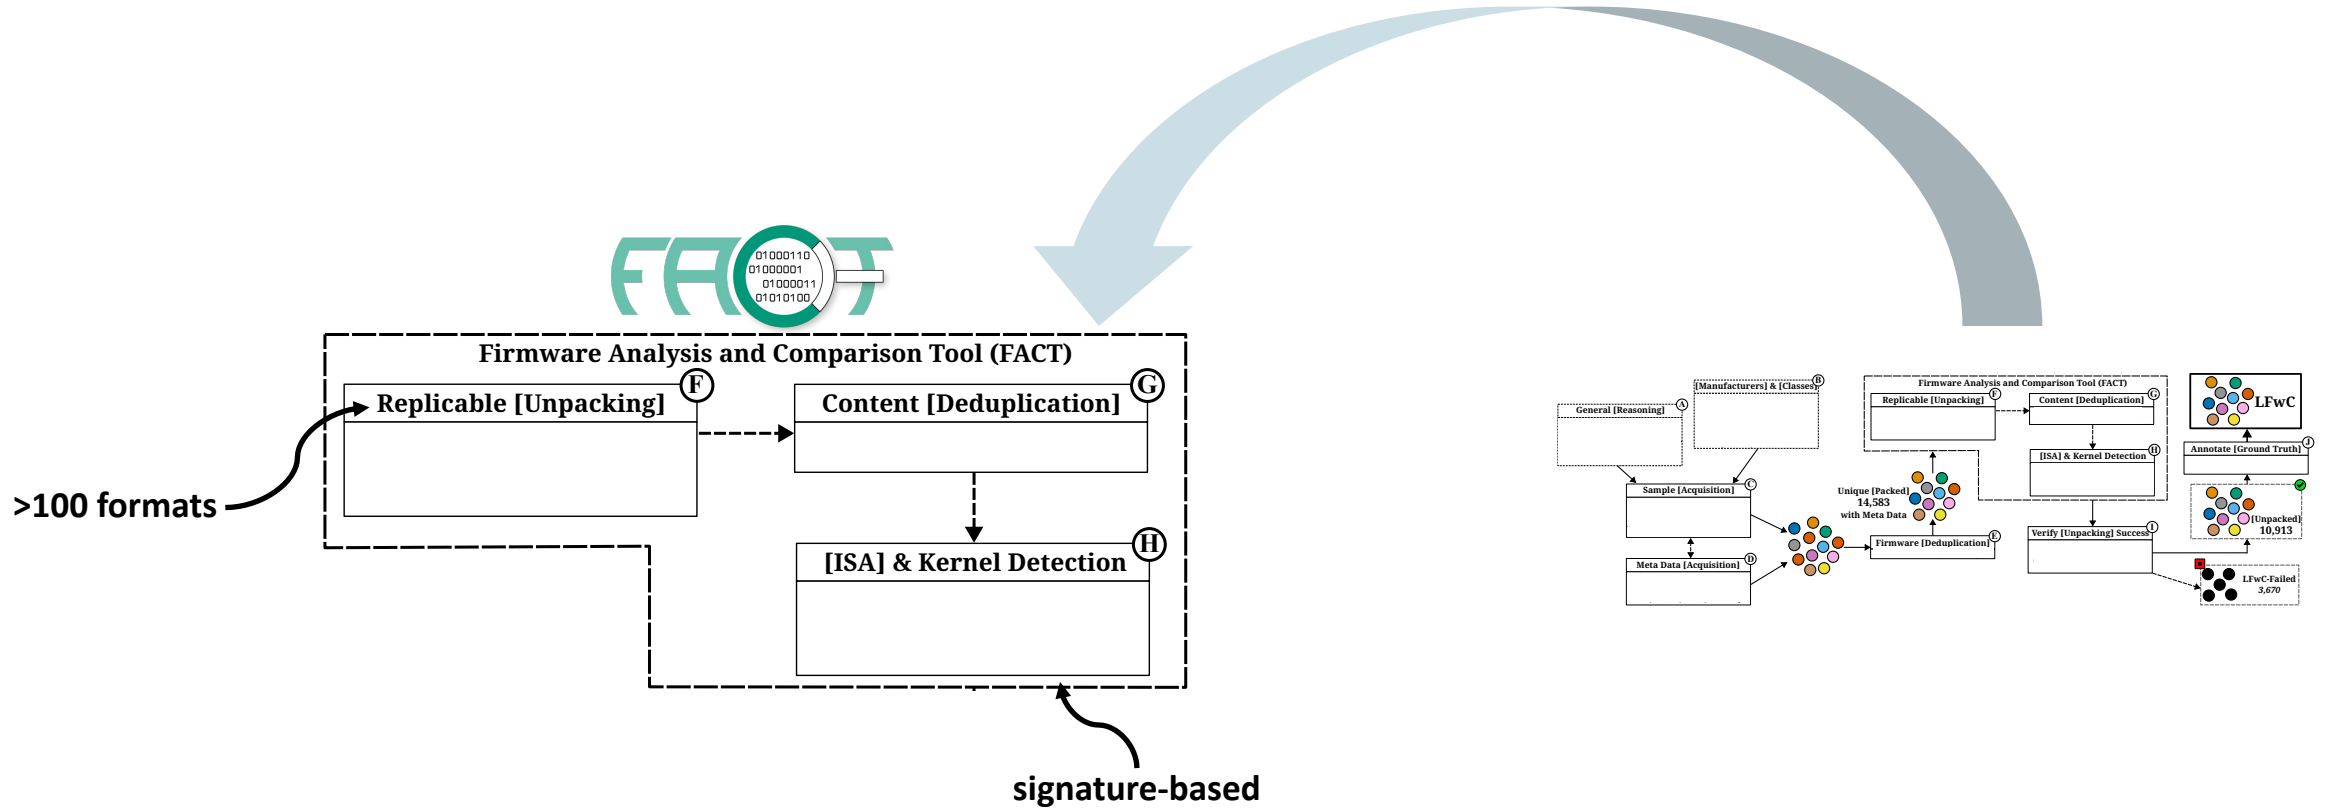 FACT
01000110
01000001
01000011
01010100
Firmware Analysis and Comparison Tool (FACT)
F
Replicable [Unpacking]
G
Content [Deduplication]
H
[ISA] & Kernel Detection
>100 formats
signature-based
A
General [Reasoning]
B
[Manufacturers] & [Classes]
C
Sample [Acquisition]
D
Meta Data [Acquisition]
E
Firmware [Deduplication]
Unique [Packed]
14,583
with Meta Data
Firmware Analysis and Comparison Tool (FACT)
F
Replicable [Unpacking]
G
Content [Deduplication]
H
[ISA] & Kernel Detection
I
Verify [Unpacking] Success
LFwC
J
Annotate [Ground Truth]
[Unpacked]
10,913
LFwC-Failed
3,670